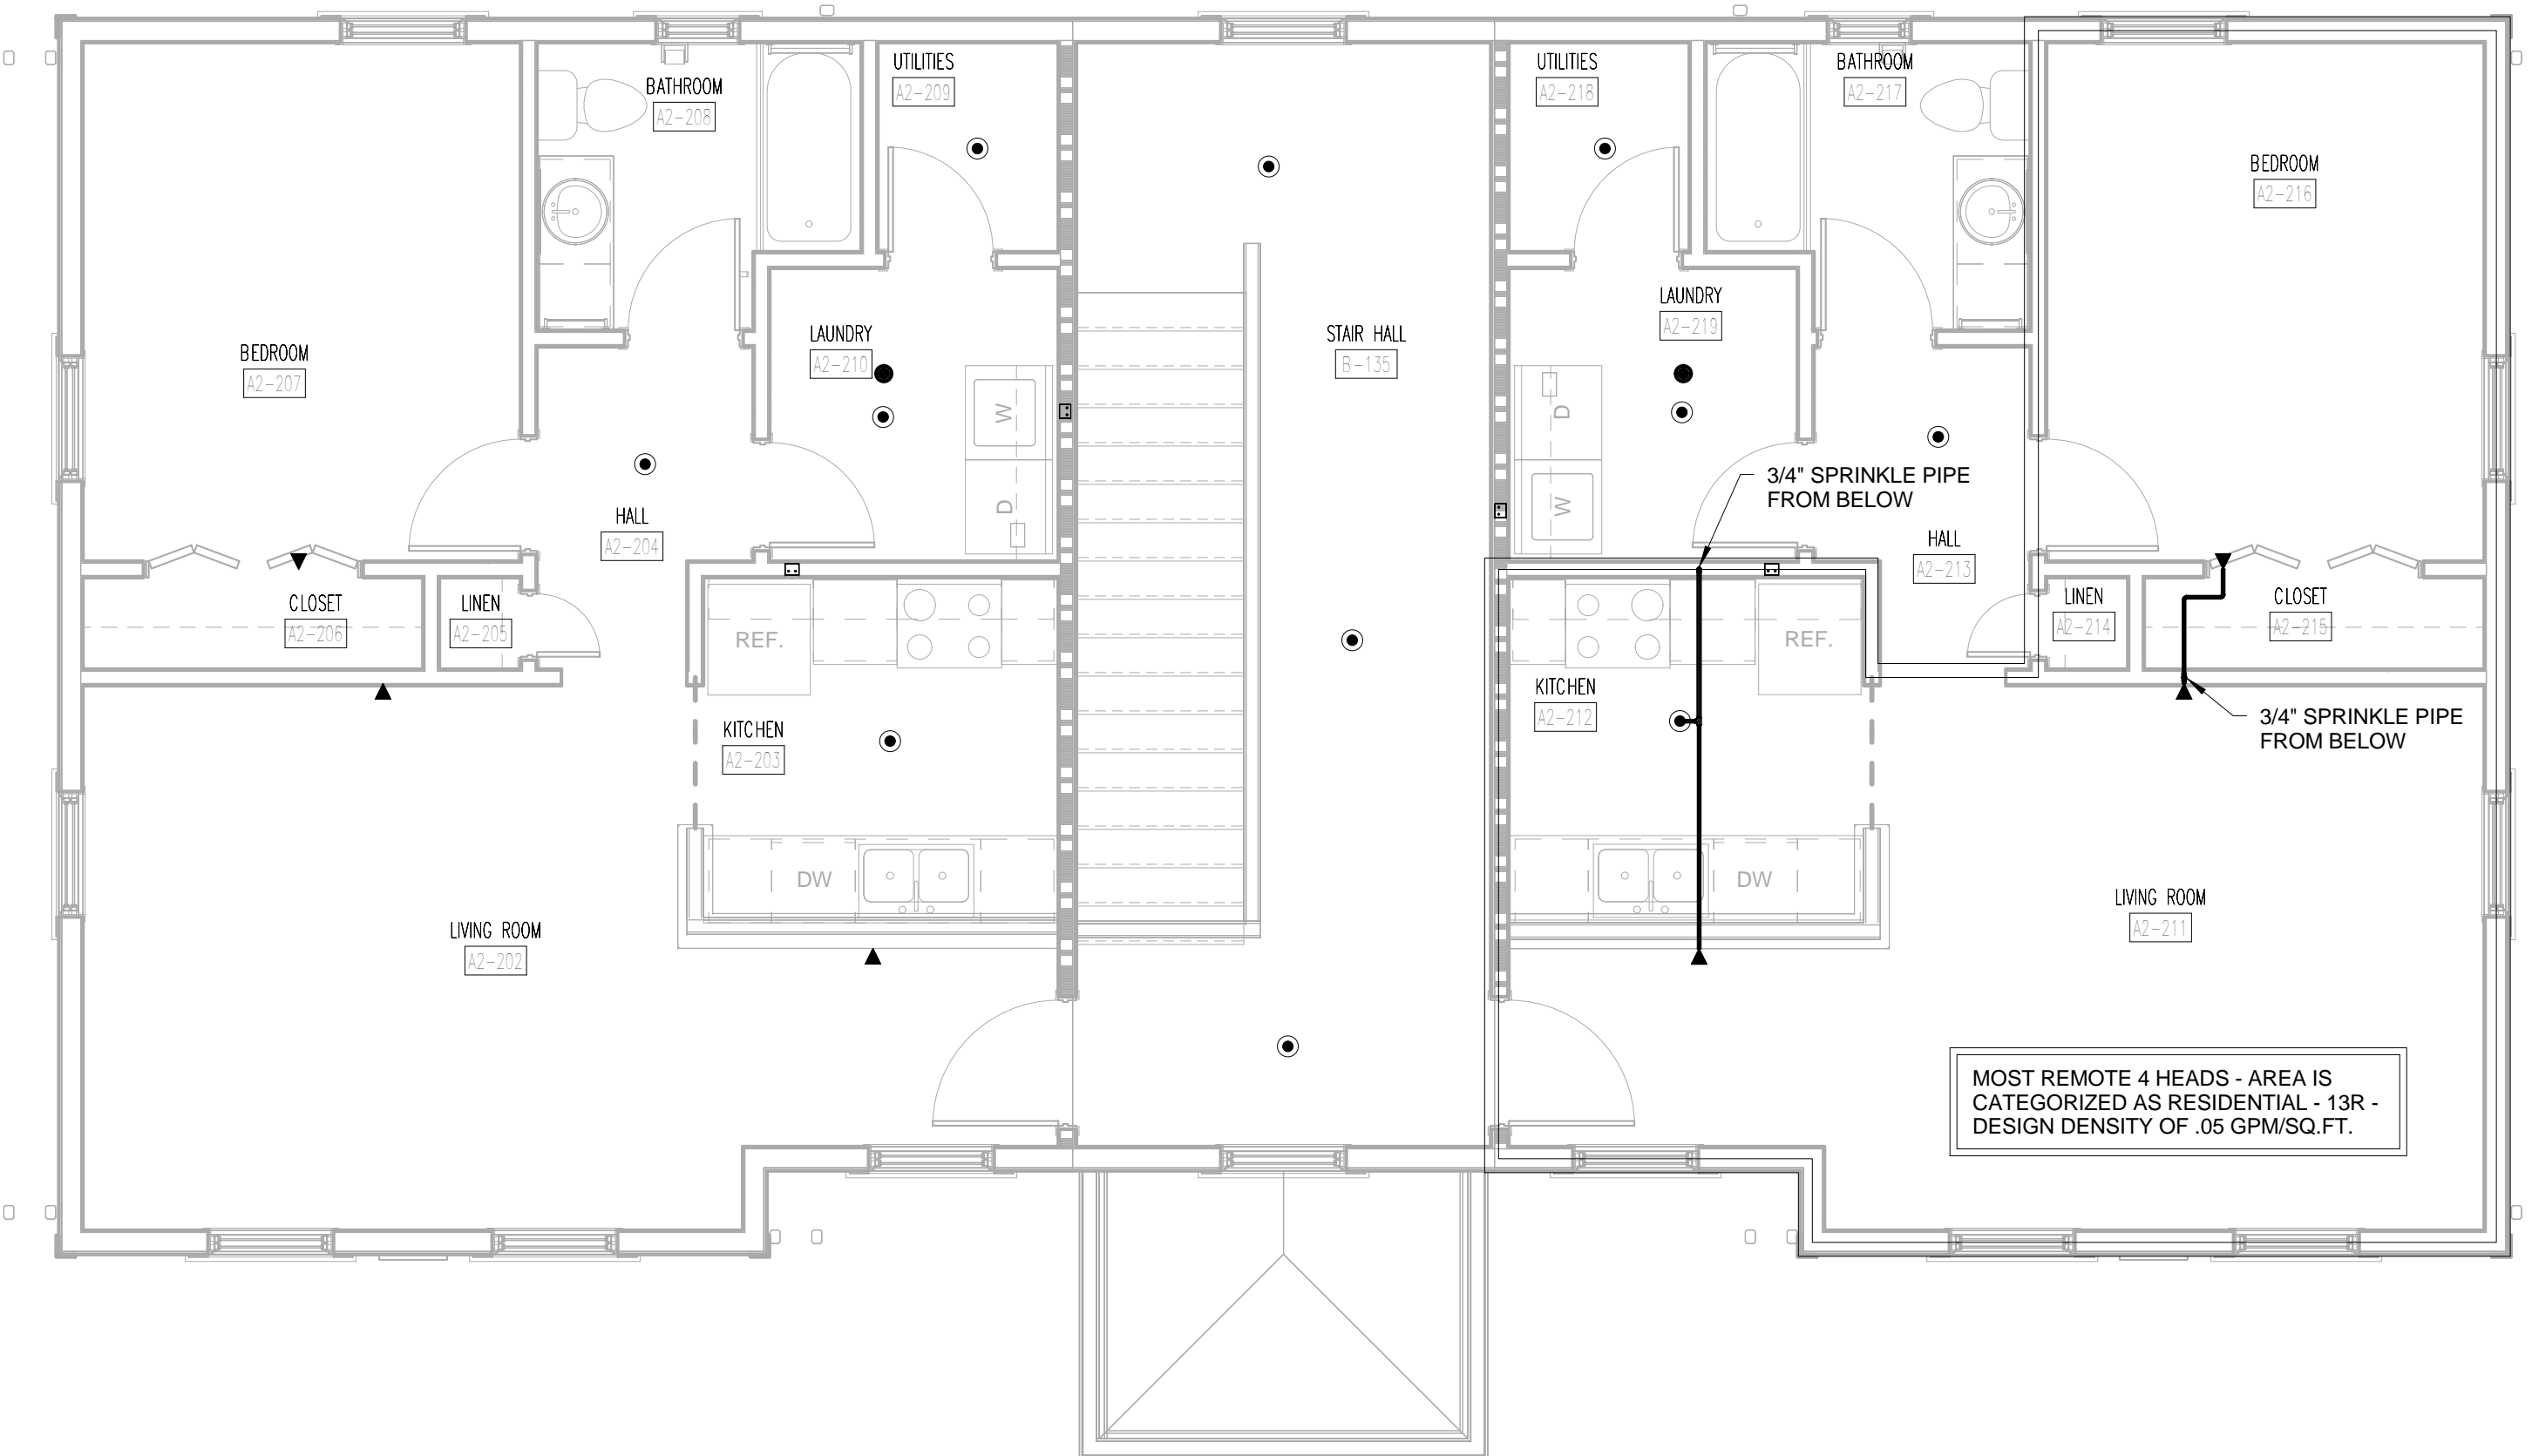 UTILITIES
A2-209
UTILITIES
A2-218
BATHROOM
A2-217
BATHROOM
A2-208
BEDROOM
A2-216
LAUNDRY
A2-219
LAUNDRY
A2-210
STAIR HALL
B-135
BEDROOM
A2-207
W
D
D
W
3/4" SPRINKLE PIPE
FROM BELOW
HALL
A2-204
HALL
A2-213
CLOSET
A2-206
LINEN
A2-205
LINEN
A2-214
CLOSET
A2-215
REF.
REF.
KITCHEN
A2-212
KITCHEN
A2-203
3/4" SPRINKLE PIPE
FROM BELOW
DW
DW
LIVING ROOM
A2-202
LIVING ROOM
A2-211
MOST REMOTE 4 HEADS - AREA IS
CATEGORIZED AS RESIDENTIAL - 13R -
DESIGN DENSITY OF .05 GPM/SQ.FT.